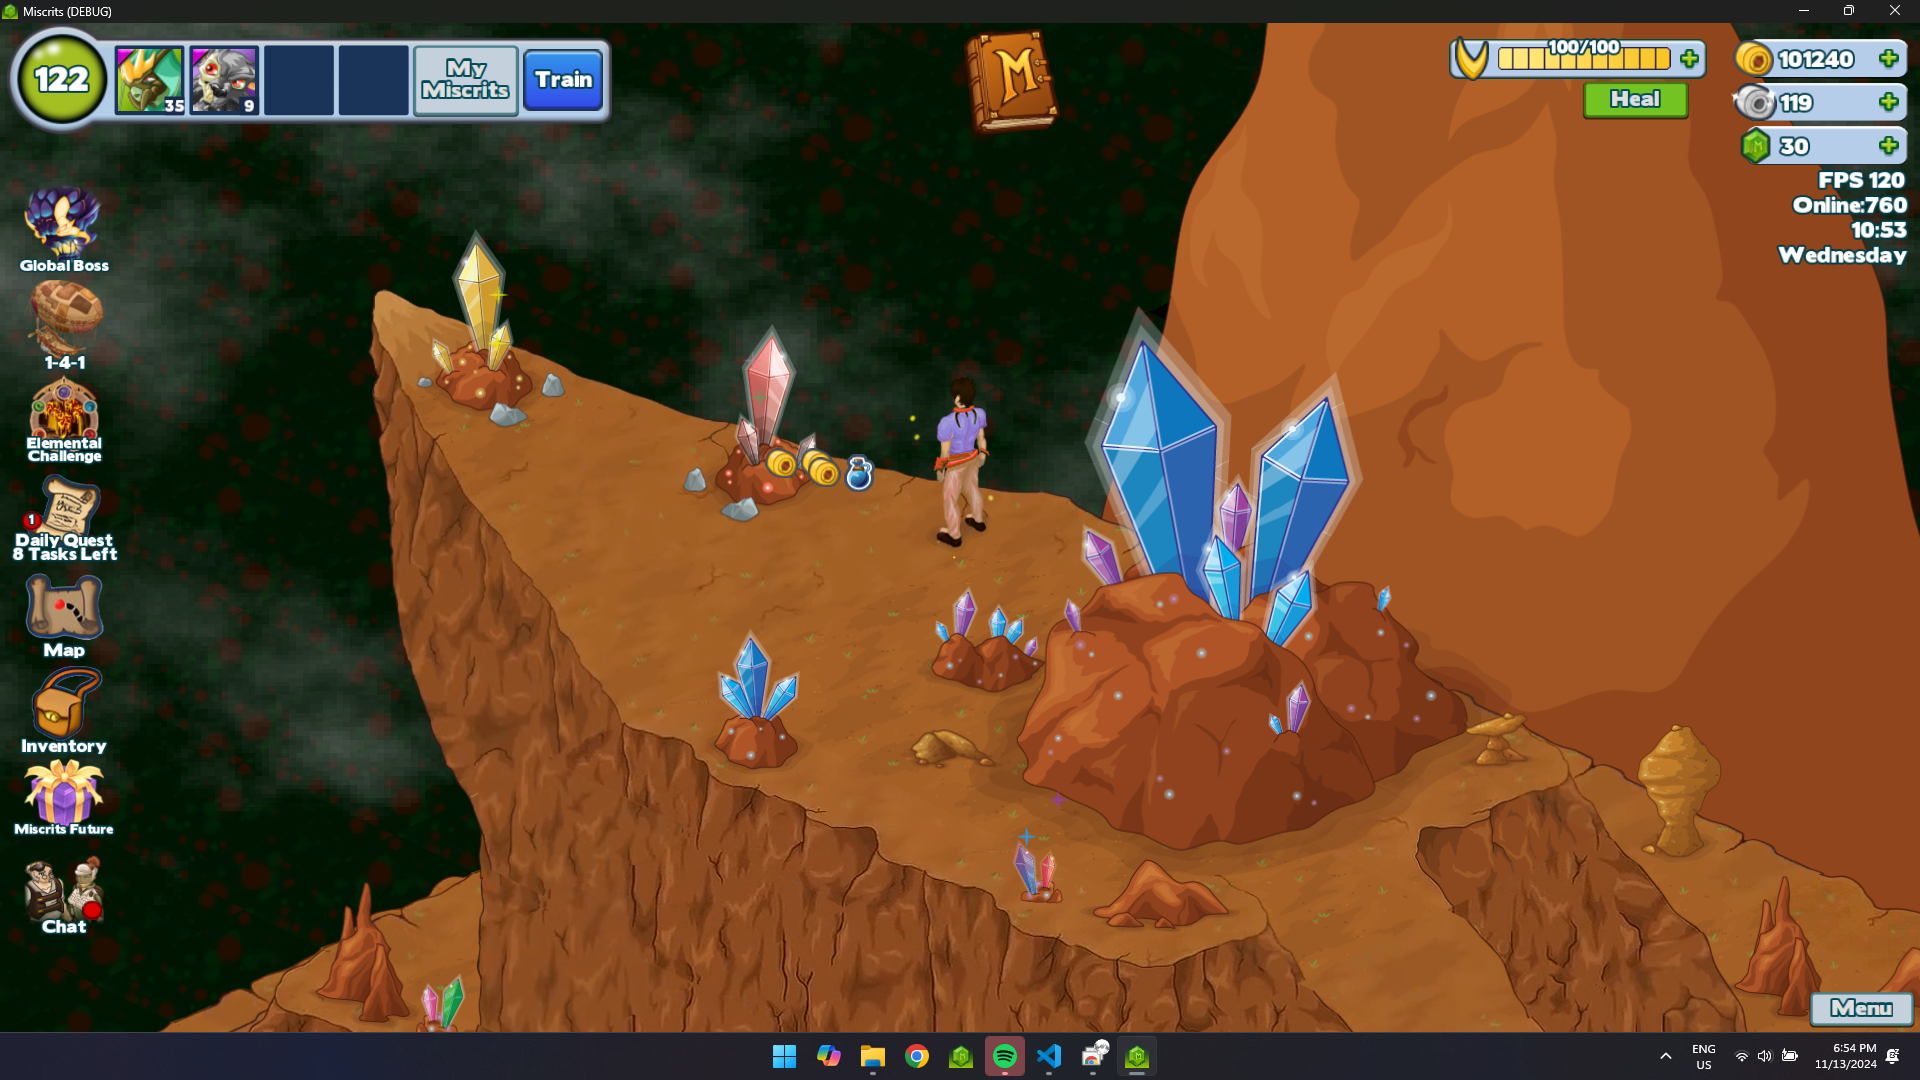 Miscrits (DEBUG)
122
35
9
My
Miscrits
Train
M
100/100
Heal
101240
119
30
FPS 120
Online:760
10:53
Wednesday
Global Boss
1-4-1
Elemental
Challenge
1
Daily Quest
8 Tasks Left
Map
Inventory
Miscrits Future
Chat
Menu
ENG
US
6:54 PM
11/13/2024